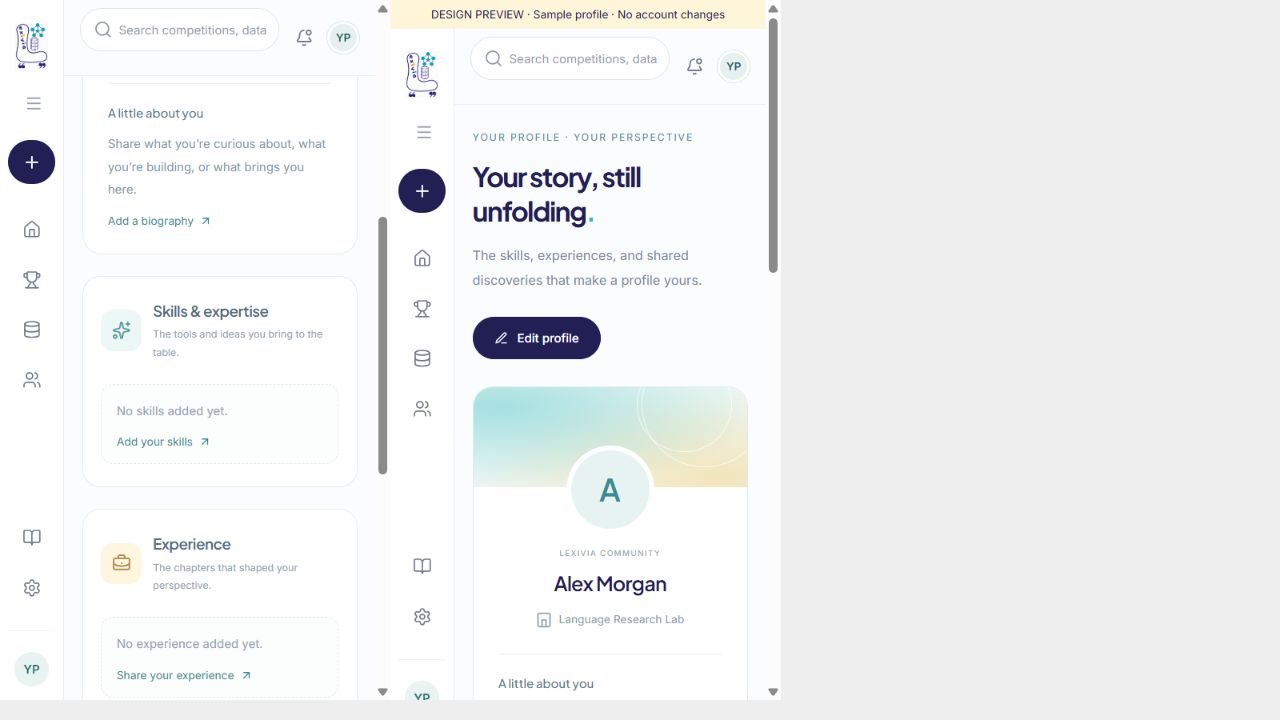 Search competitions, data
YP
A little about you
Share what you're curious about, what
you're building, or what brings you
here.
Add a biography
Skills & expertise
The tools and ideas you bring to the
table.
No skills added yet.
Add your skills
Experience
The chapters that shaped your
perspective.
No experience added yet.
Share your experience
YP
DESIGN PREVIEW · Sample profile · No account changes
Search competitions, data
YP
YOUR PROFILE · YOUR PERSPECTIVE
Your story, still
unfolding.
The skills, experiences, and shared
discoveries that make a profile yours.
Edit profile
A
LEXIVIA COMMUNITY
Alex Morgan
Language Research Lab
A little about you
YP